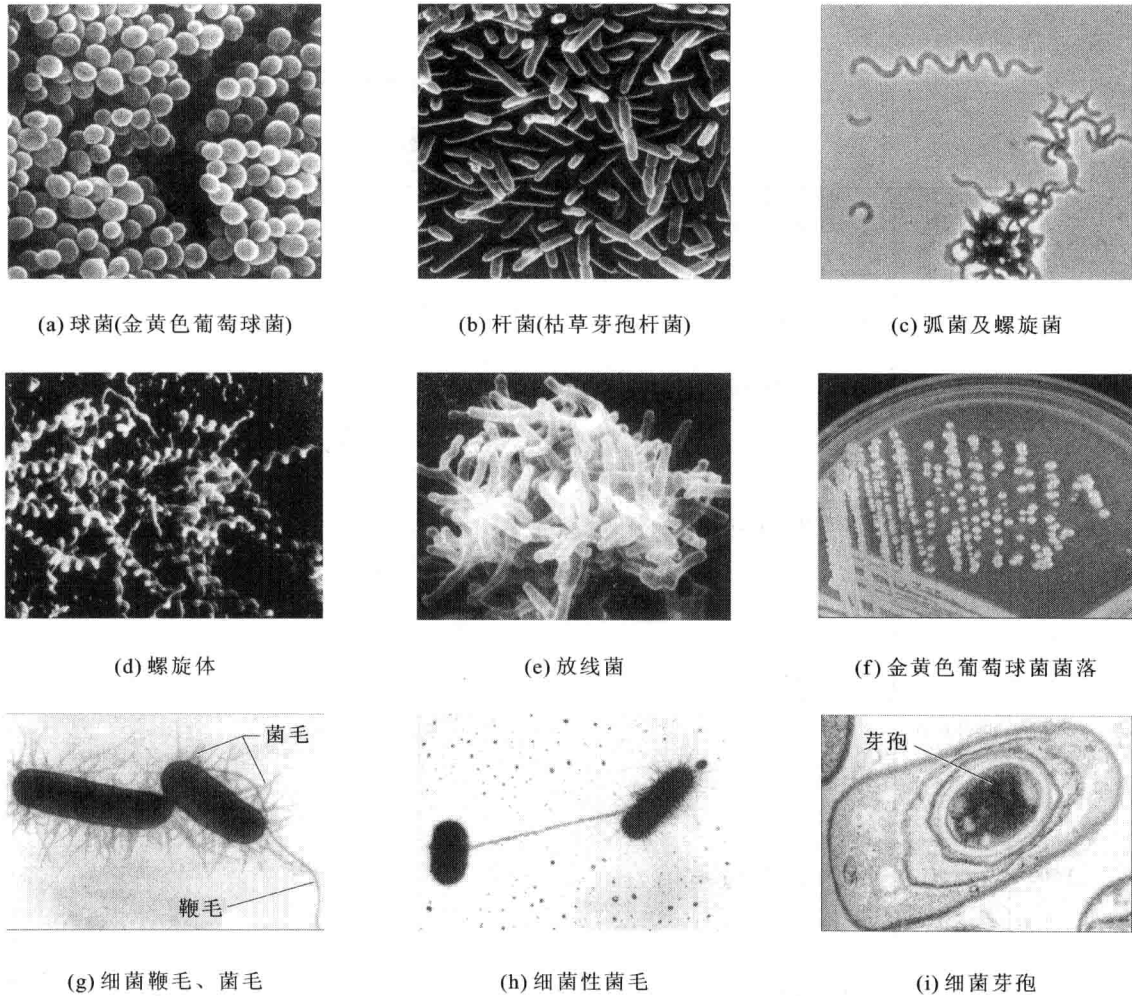 (a) 球菌(金黄色葡萄球菌)
(b) 杆菌(枯草芽孢杆菌)
(c) 弧菌及螺旋菌
(d) 螺旋体
(e) 放线菌
(f) 金黄色葡萄球菌菌落
菌毛
鞭毛
芽孢
(g) 细菌鞭毛、菌毛
(h) 细菌性菌毛
(i) 细菌芽孢